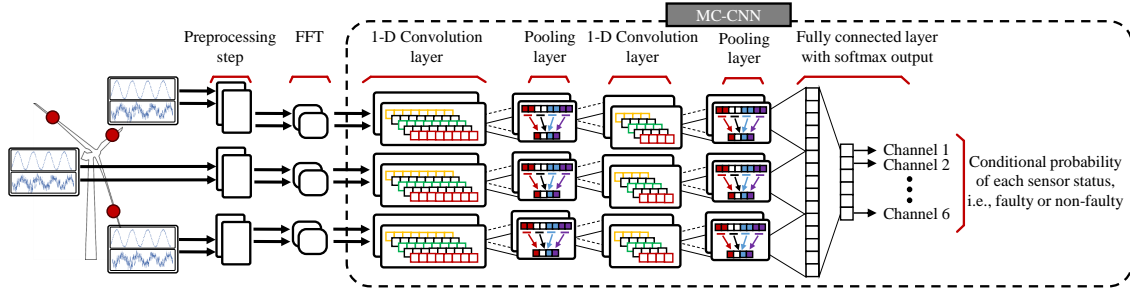 MC-CNN
Preprocessing
step
FFT
1-D Convolution
layer
Pooling
layer
1-D Convolution
layer
Pooling
layer
Fully connected layer
with softmax output
Channel 1
Channel 2
Channel 6
Conditional probability
of each sensor status,
i.e., faulty or non-faulty